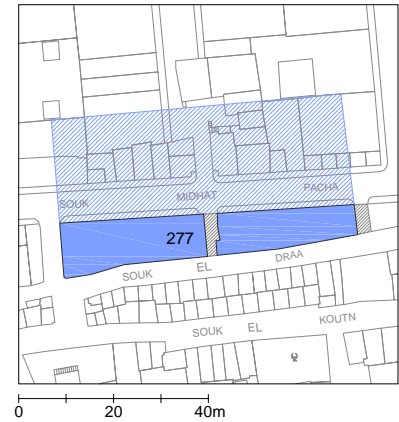 SOUK MIDHAT PACHA
277
SOUK EL DRAA
SOUK EL KOUTN
0 20 40m